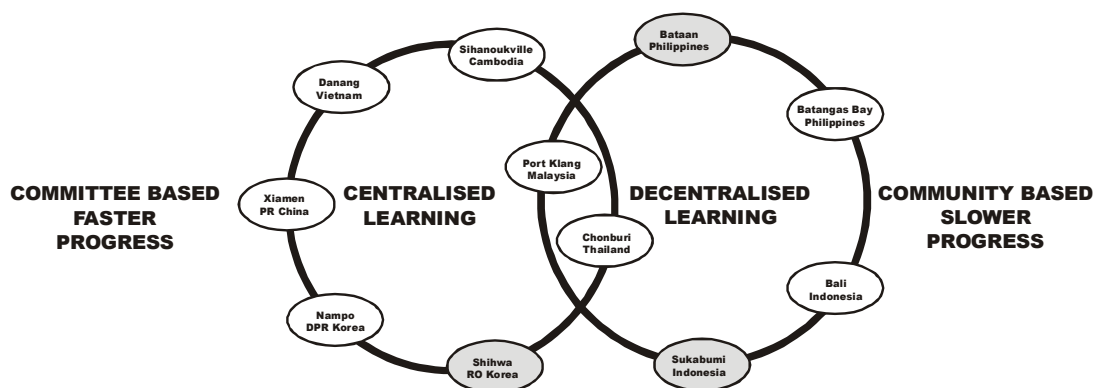 Sihanoukville
Cambodia
Bataan
Philippines
Danang
Vietnam
Batangas Bay
Philippines
Port Klang
Malaysia
COMMITTEE BASED
FASTER
PROGRESS
Xiamen
PR China
CENTRALISED
LEARNING
DECENTRALISED
LEARNING
COMMUNITY BASED
SLOWER
PROGRESS
Chonburi
Thailand
Bali
Indonesia
Nampo
DPR Korea
Shihwa
RO Korea
Sukabumi
Indonesia